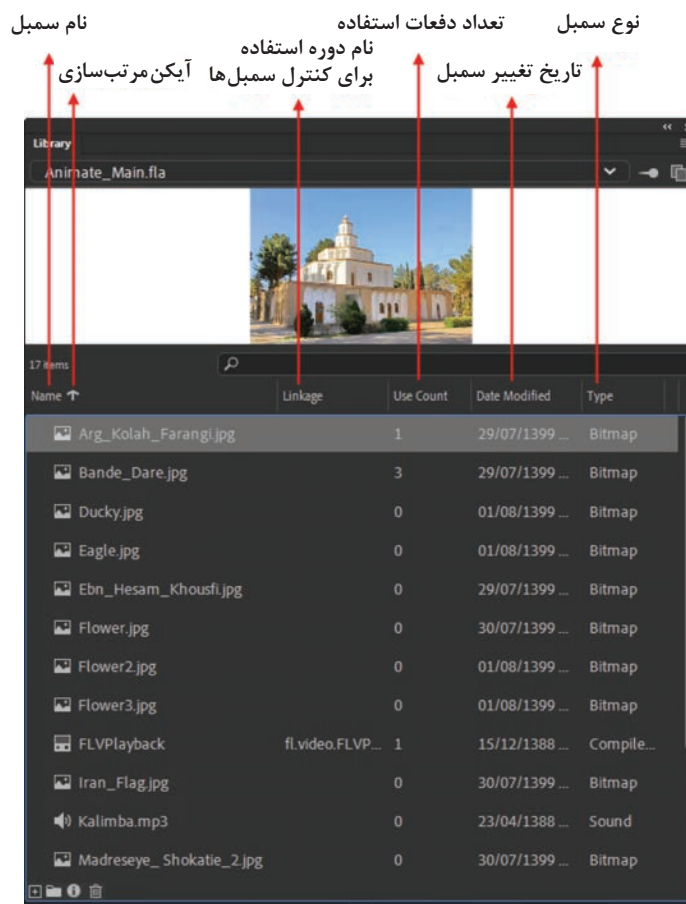 نوع سمبل
تعداد دفعات استفاده
نام سمبل
نام دوره استفاده
برای کنترل سمبل‌ها
تاریخ تغییر سمبل
آیکن‌مرتب‌سازی
Library
Animate_Main.fla
17 items
Name Linkage Use Count Date Modified Type
Arg_Kolah_Farangi.jpg 1 29/07/1399 ... Bitmap
Bande_Dare.jpg 3 29/07/1399 ... Bitmap
Ducky.jpg 0 01/08/1399 ... Bitmap
Eagle.jpg 0 01/08/1399 ... Bitmap
Ebn_Hesam_Khousfi.jpg 0 29/07/1399 ... Bitmap
Flower.jpg 0 30/07/1399 ... Bitmap
Flower2.jpg 0 01/08/1399 ... Bitmap
Flower3.jpg 0 01/08/1399 ... Bitmap
FLVPlayback fl.video.FLVP... 1 15/12/1388 ... Compile...
Iran_Flag.jpg 0 30/07/1399 ... Bitmap
Kalimba.mp3 0 23/04/1388 ... Sound
Madreseye_ Shokatie_2.jpg 0 30/07/1399 ... Bitmap